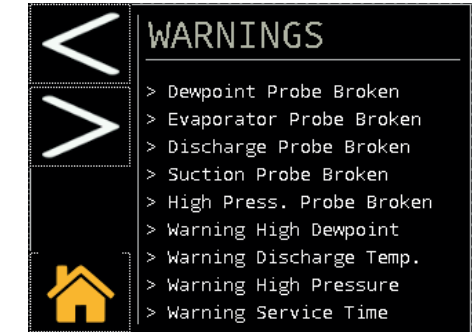 WARNINGS
> Dewpoint Probe Broken
> Evaporator Probe Broken
> Discharge Probe Broken
> Suction Probe Broken
> High Press. Probe Broken
> Warning High Dewpoint
> Warning Discharge Temp.
> Warning High Pressure
> Warning Service Time